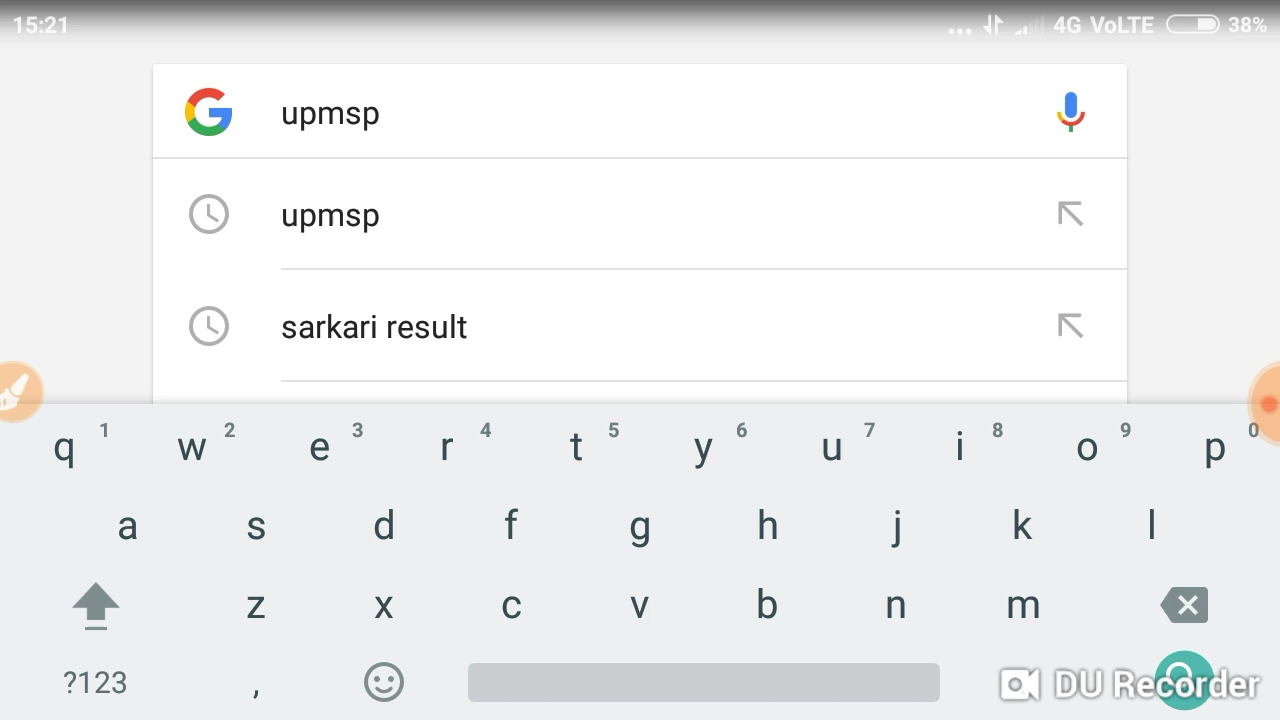 15:21 ... 4G VoLTE 38%
upmsp
upmsp
sarkari result
q 1 w 2 e 3 r 4 t 5 y 6 u 7 i 8 o 9 p 0
a s d f g h j k l
z x c v b n m
?123 , DU Recorder